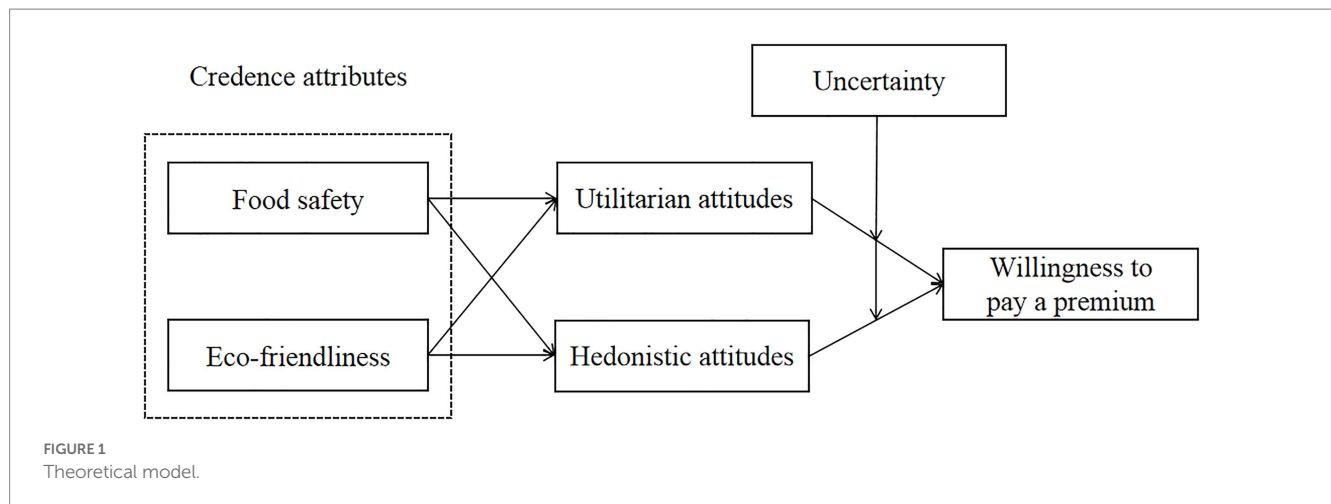 Credence attributes
Uncertainty
Food safety
Utilitarian attitudes
Willingness to
pay a premium
Eco-friendliness
Hedonistic attitudes
FIGURE 1
Theoretical model.